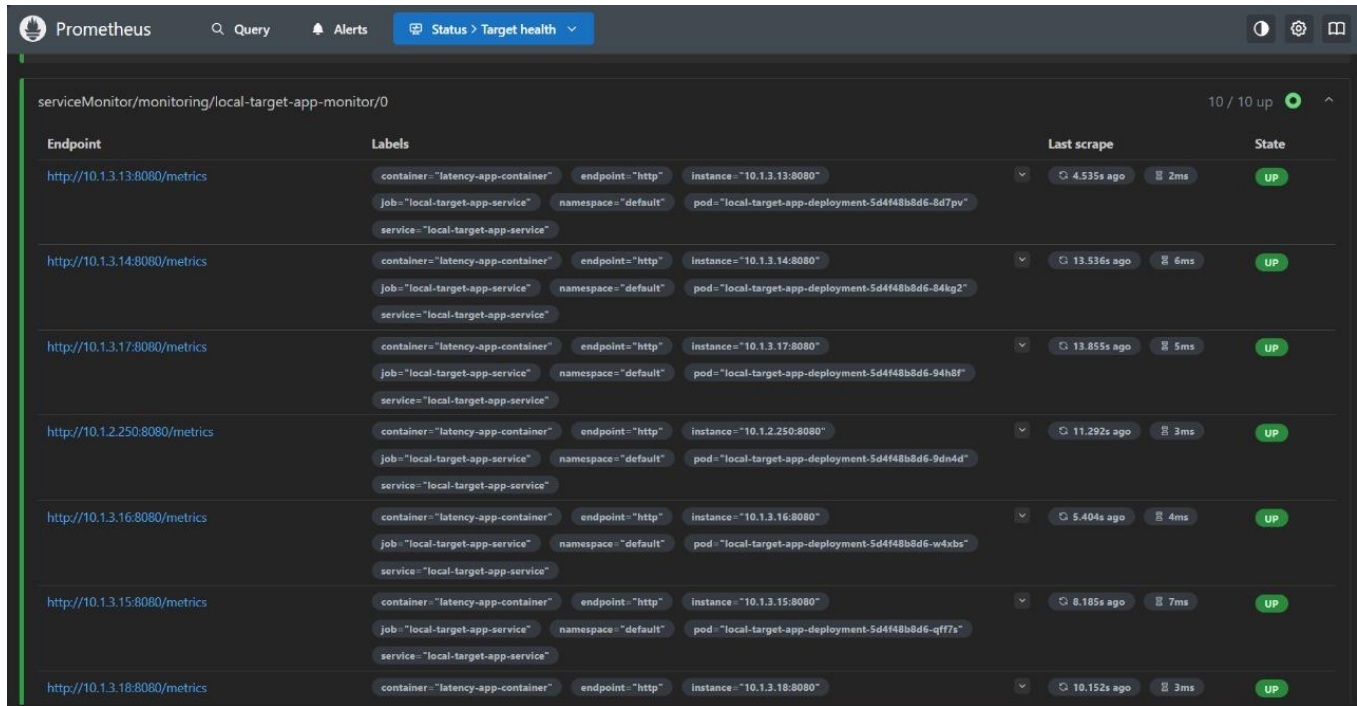 Prometheus Query Alerts Status > Target health
serviceMonitor/monitoring/local-target-app-monitor/0 10 / 10 up
Endpoint Labels Last scrape State
http://10.1.3.13:8080/metrics container="latency-app-container" endpoint="http" instance="10.1.3.13:8080" 4.535s ago 2ms UP
job="local-target-app-service" namespace="default" pod="local-target-app-deployment-5d4f48b8d6-8d7pv"
service="local-target-app-service"
http://10.1.3.14:8080/metrics container="latency-app-container" endpoint="http" instance="10.1.3.14:8080" 13.536s ago 6ms UP
job="local-target-app-service" namespace="default" pod="local-target-app-deployment-5d4f48b8d6-84kg2"
service="local-target-app-service"
http://10.1.3.17:8080/metrics container="latency-app-container" endpoint="http" instance="10.1.3.17:8080" 13.855s ago 5ms UP
job="local-target-app-service" namespace="default" pod="local-target-app-deployment-5d4f48b8d6-94h8f"
service="local-target-app-service"
http://10.1.2.250:8080/metrics container="latency-app-container" endpoint="http" instance="10.1.2.250:8080" 11.292s ago 3ms UP
job="local-target-app-service" namespace="default" pod="local-target-app-deployment-5d4f48b8d6-9dn4d"
service="local-target-app-service"
http://10.1.3.16:8080/metrics container="latency-app-container" endpoint="http" instance="10.1.3.16:8080" 5.404s ago 4ms UP
job="local-target-app-service" namespace="default" pod="local-target-app-deployment-5d4f48b8d6-w4xbs"
service="local-target-app-service"
http://10.1.3.15:8080/metrics container="latency-app-container" endpoint="http" instance="10.1.3.15:8080" 8.185s ago 7ms UP
job="local-target-app-service" namespace="default" pod="local-target-app-deployment-5d4f48b8d6-qff7s"
service="local-target-app-service"
http://10.1.3.18:8080/metrics container="latency-app-container" endpoint="http" instance="10.1.3.18:8080" 10.152s ago 3ms UP